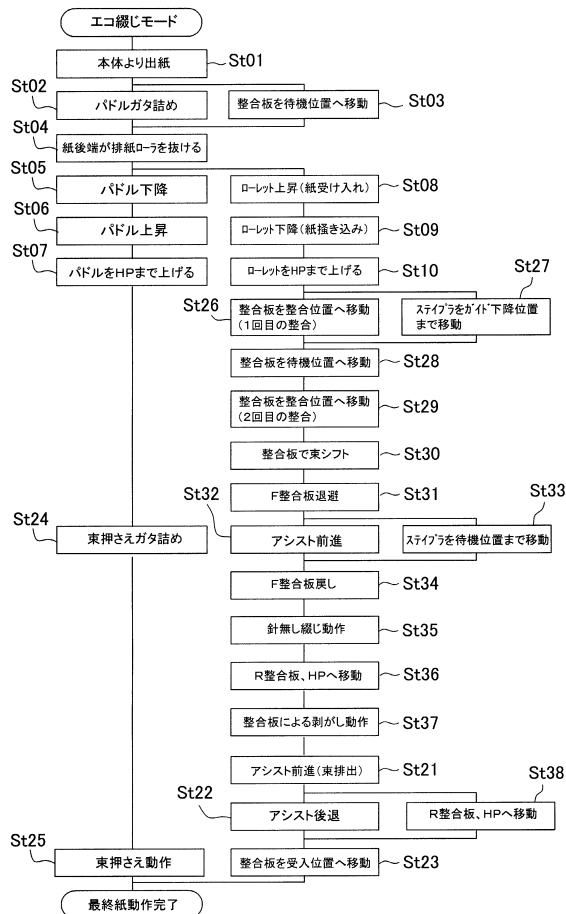 エコ綴じモード
本体より出紙
St01
St02
パドルガタ詰め
整合板を待機位置へ移動
St03
St04
紙後端が排紙ローラを抜ける
St05
パドル下降
ローレット上昇(紙受け入れ)
St08
St06
パドル上昇
ローレット下降(紙掻き込み)
St09
St07
パドルをHPまで上げる
ローレットをHPまで上げる
St10
St27
St26
整合板を整合位置へ移動
(1回目の整合)
ステイプラをガイド下降位置
まで移動
整合板を待機位置へ移動
St28
整合板を整合位置へ移動
(2回目の整合)
St29
整合板で束シフト
St30
F整合板退避
St31
St32
St33
St24
束押さえガタ詰め
アシスト前進
ステイプラを待機位置まで移動
F整合板戻し
St34
針無し綴じ動作
St35
R整合板、HPへ移動
St36
整合板による剥がし動作
St37
アシスト前進(束排出)
St21
St38
St22
アシスト後退
R整合板、HPへ移動
St25
束押さえ動作
整合板を受入位置へ移動
St23
最終紙動作完了